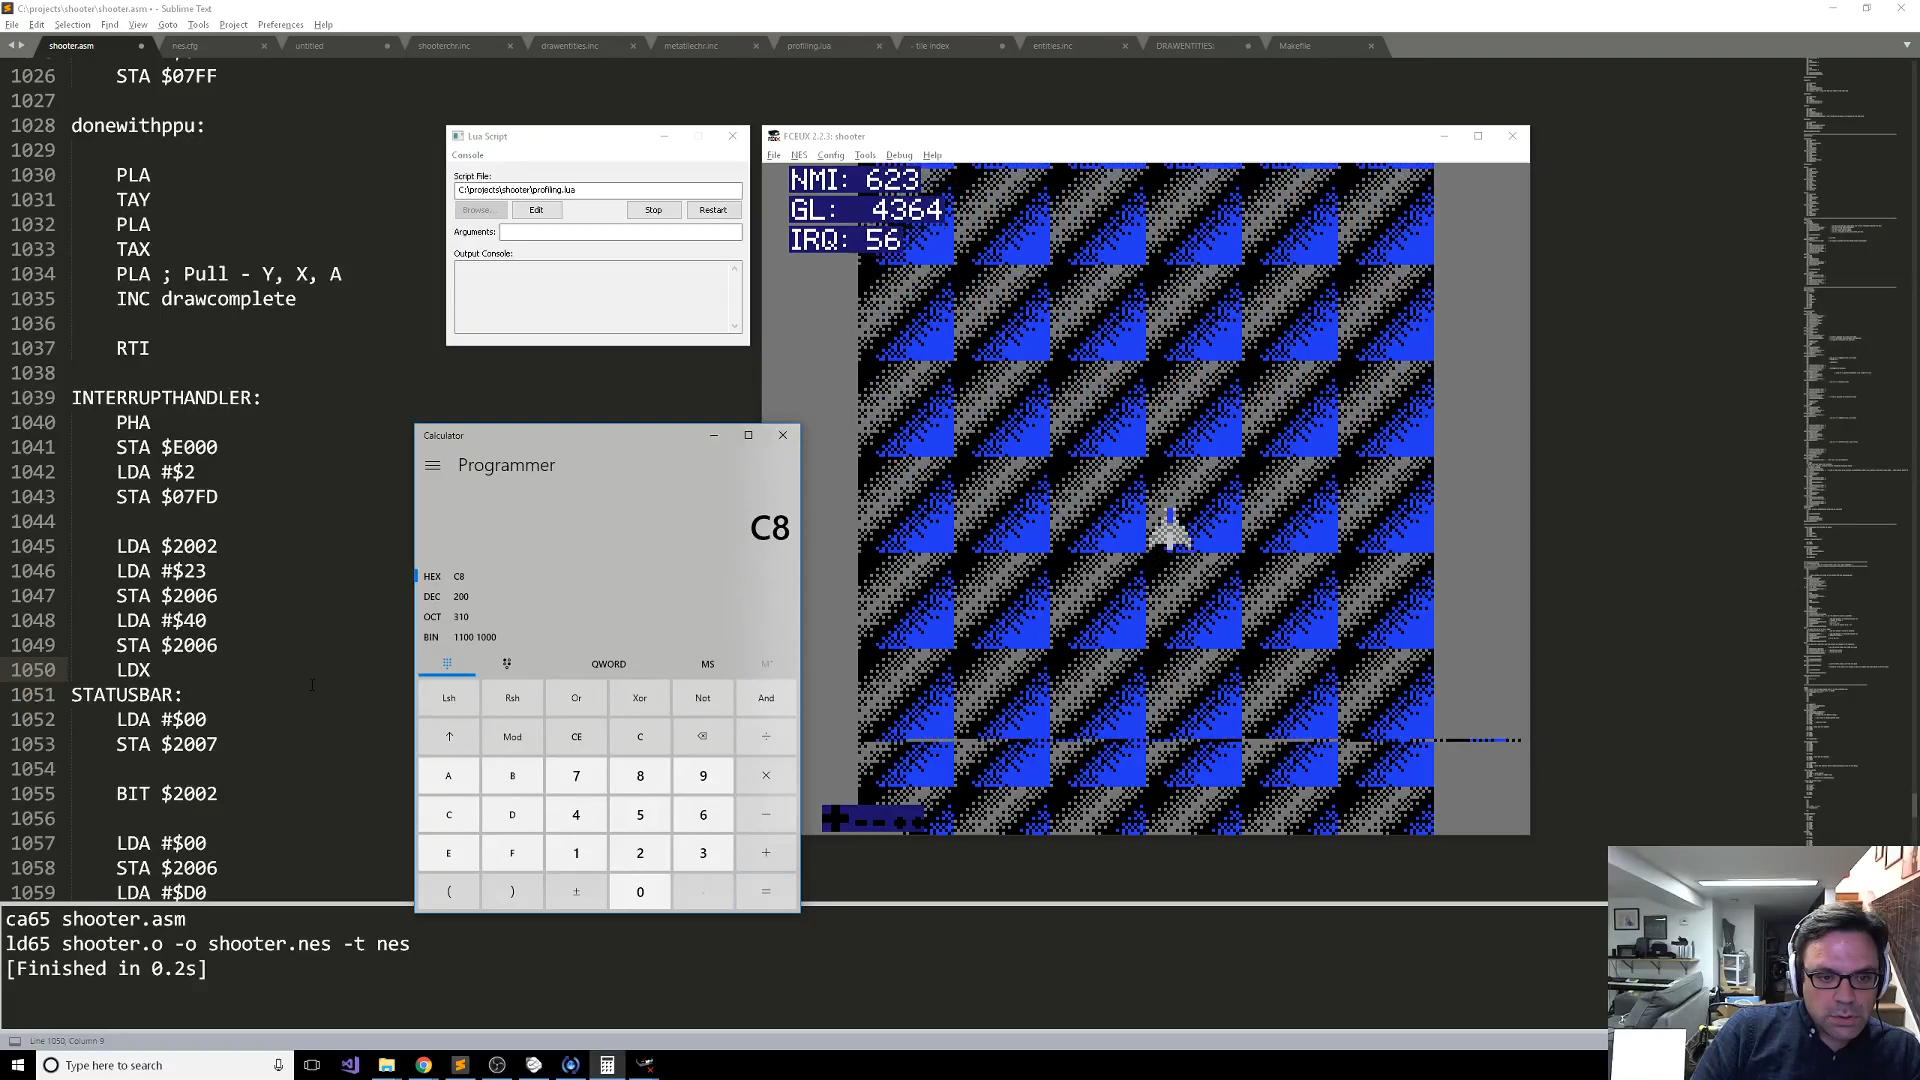 C:\projects\shooter\shooter.asm • - Sublime Text
File Edit Selection Find View Goto Tools Project Preferences Help
shooter.asm nes.cfg untitled shooterchr.inc drawentities.inc metatilechr.inc profiling.lua - tile index entities.inc DRAWENTITIES: Makefile
1026 STA $07FF
1027
1028 donewithppu:
1029
1030 PLA
1031 TAY
1032 PLA
1033 TAX
1034 PLA ; Pull - Y, X, A
1035 INC drawcomplete
1036
1037 RTI
1038
1039 INTERRUPTHANDLER:
1040 PHA
1041 STA $E000
1042 LDA #$2
1043 STA $07FD
1044
1045 LDA $2002
1046 LDA #$23
1047 STA $2006
1048 LDA #$40
1049 STA $2006
1050 LDX
1051 STATUSBAR:
1052 LDA #$00
1053 STA $2007
1054
1055 BIT $2002
1056
1057 LDA #$00
1058 STA $2006
1059 LDA #$D0
Lua Script
Console
Script File:
C:\projects\shooter\profiling.lua
Browse... Edit Stop Restart
Arguments:
Output Console:
FCEUX 2.2.3: shooter
File NES Config Tools Debug Help
NMI: 623
GL: 4364
IRQ: 56
Calculator
Programmer
C8
HEX C8
DEC 200
OCT 310
BIN 1100 1000
QWORD MS M˅
Lsh Rsh Or Xor Not And
↑ Mod CE C ⌫ ÷
A B 7 8 9 ×
C D 4 5 6 −
E F 1 2 3 +
( ) ± 0 . =
ca65 shooter.asm
ld65 shooter.o -o shooter.nes -t nes
[Finished in 0.2s]
Line 1050, Column 9
Type here to search